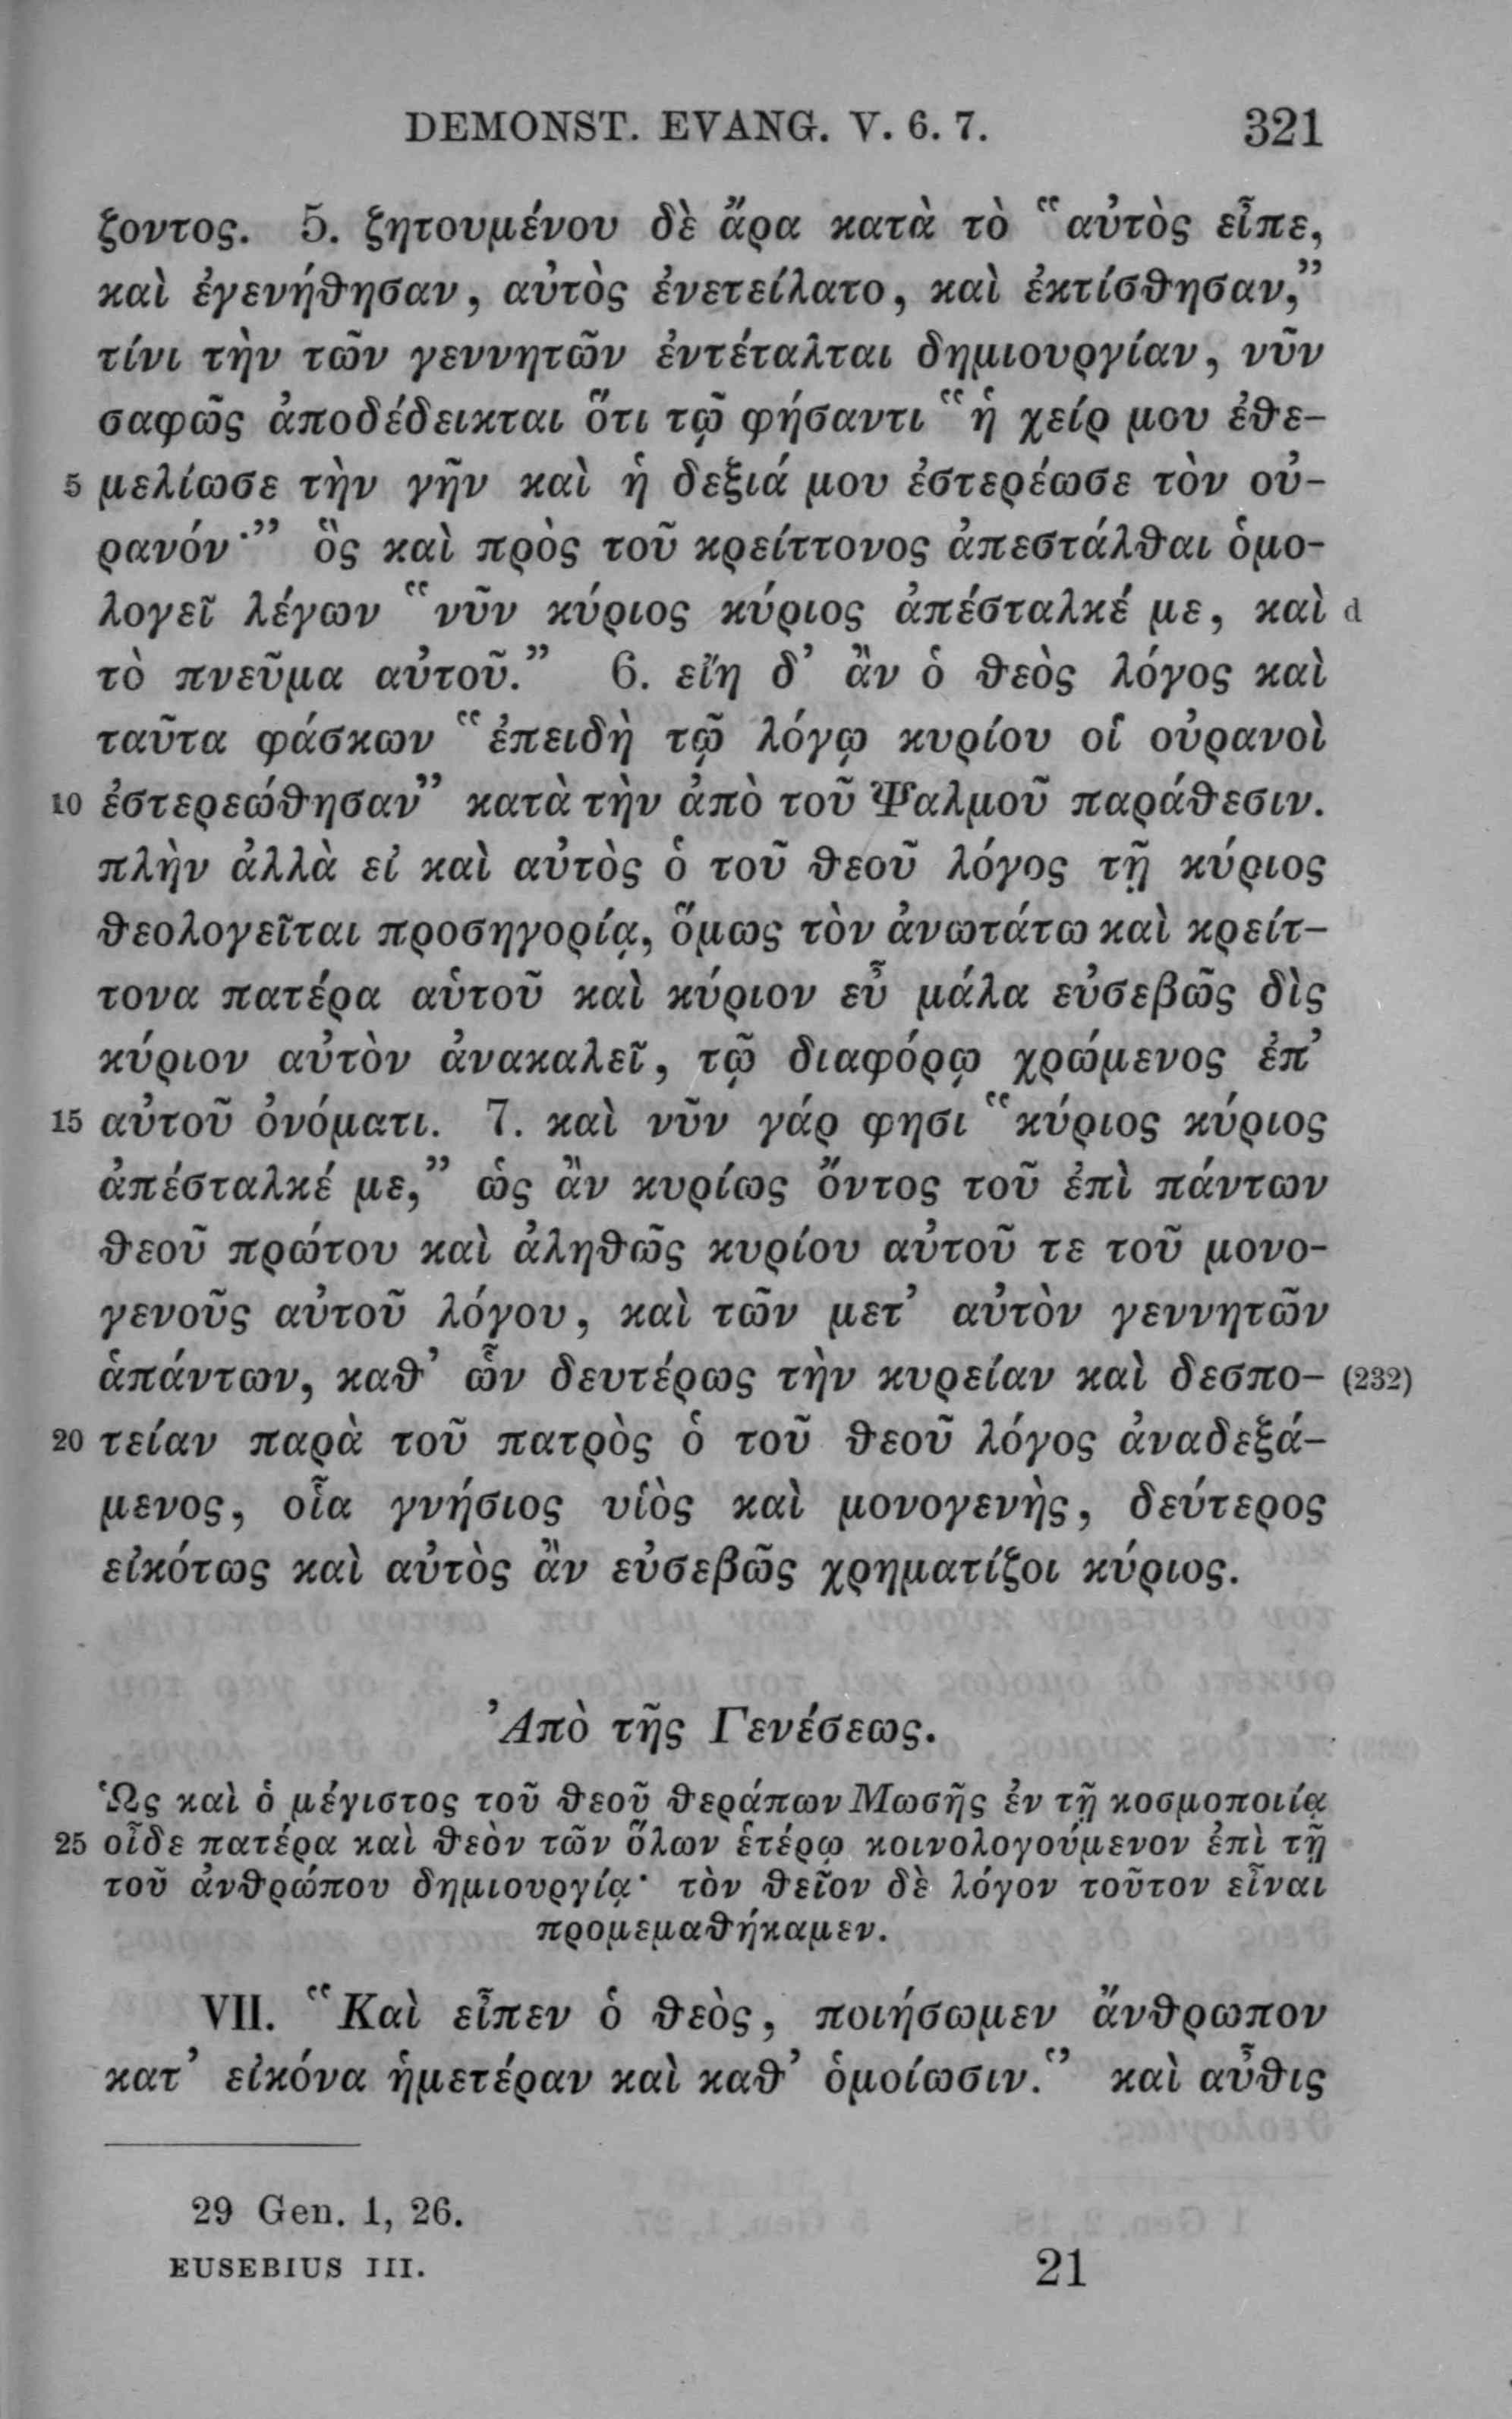 DEMONST. EVANG. V. 6. 7. 321
ζοντος. 5. ζητουμένου δὲ ἄρα κατὰ τὸ “αὐτὸς εἶπε,
καὶ ἐγενήθησαν, αὐτὸς ἐνετείλατο, καὶ ἐκτίσθησαν,”
τίνι τὴν τῶν γεννητῶν ἐντέταλται δημιουργίαν, νῦν
σαφῶς ἀποδέδεικται ὅτι τῷ φήσαντι “ἡ χείρ μου ἐθε-
5 μελίωσε τὴν γῆν καὶ ἡ δεξιά μου ἐστερέωσε τὸν οὐ-
ρανόν·” ὃς καὶ πρὸς τοῦ κρείττονος ἀπεστάλθαι ὁμο-
λογεῖ λέγων “νῦν κύριος κύριος ἀπέσταλκέ με, καὶ d
τὸ πνεῦμα αὐτοῦ.” 6. εἴη δ’ ἂν ὁ θεὸς λόγος καὶ
ταῦτα φάσκων “ἐπειδὴ τῷ λόγῳ κυρίου οἱ οὐρανοὶ
10 ἐστερεώθησαν” κατὰ τὴν ἀπὸ τοῦ Ψαλμοῦ παράθεσιν.
πλὴν ἀλλὰ εἰ καὶ αὐτὸς ὁ τοῦ θεοῦ λόγος τῇ κύριος
θεολογεῖται προσηγορίᾳ, ὅμως τὸν ἀνωτάτω καὶ κρείτ-
τονα πατέρα αὑτοῦ καὶ κύριον εὖ μάλα εὐσεβῶς δὶς
κύριον αὐτὸν ἀνακαλεῖ, τῷ διαφόρῳ χρώμενος ἐπ’
15 αὐτοῦ ὀνόματι. 7. καὶ νῦν γάρ φησι “κύριος κύριος
ἀπέσταλκέ με,” ὡς ἂν κυρίως ὄντος τοῦ ἐπὶ πάντων
θεοῦ πρώτου καὶ ἀληθῶς κυρίου αὐτοῦ τε τοῦ μονο-
γενοῦς αὐτοῦ λόγου, καὶ τῶν μετ’ αὐτὸν γεννητῶν
ἁπάντων, καθ’ ὧν δευτέρως τὴν κυρείαν καὶ δεσπο- (232)
20 τείαν παρὰ τοῦ πατρὸς ὁ τοῦ θεοῦ λόγος ἀναδεξά-
μενος, οἷα γνήσιος υἱὸς καὶ μονογενὴς, δεύτερος
εἰκότως καὶ αὐτὸς ἂν εὐσεβῶς χρηματίζοι κύριος.
Ἀπὸ τῆς Γενέσεως.
Ὡς καὶ ὁ μέγιστος τοῦ θεοῦ θεράπων Μωσῆς ἐν τῇ κοσμοποιίᾳ
25 οἶδε πατέρα καὶ θεὸν τῶν ὅλων ἑτέρῳ κοινολογούμενον ἐπὶ τῇ
τοῦ ἀνθρώπου δημιουργίᾳ· τὸν θεῖον δὲ λόγον τοῦτον εἶναι
προμεμαθήκαμεν.
VII. “Καὶ εἶπεν ὁ θεὸς, ποιήσωμεν ἄνθρωπον
κατ’ εἰκόνα ἡμετέραν καὶ καθ’ ὁμοίωσιν.” καὶ αὖθις
29 Gen. 1, 26.
EUSEBIUS III. 21